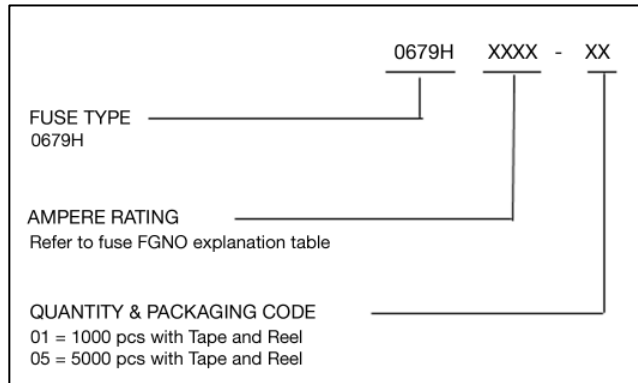 0679H XXXX - XX
FUSE TYPE
0679H
AMPERE RATING
Refer to fuse FGNO explanation table
QUANTITY & PACKAGING CODE
01 = 1000 pcs with Tape and Reel
05 = 5000 pcs with Tape and Reel